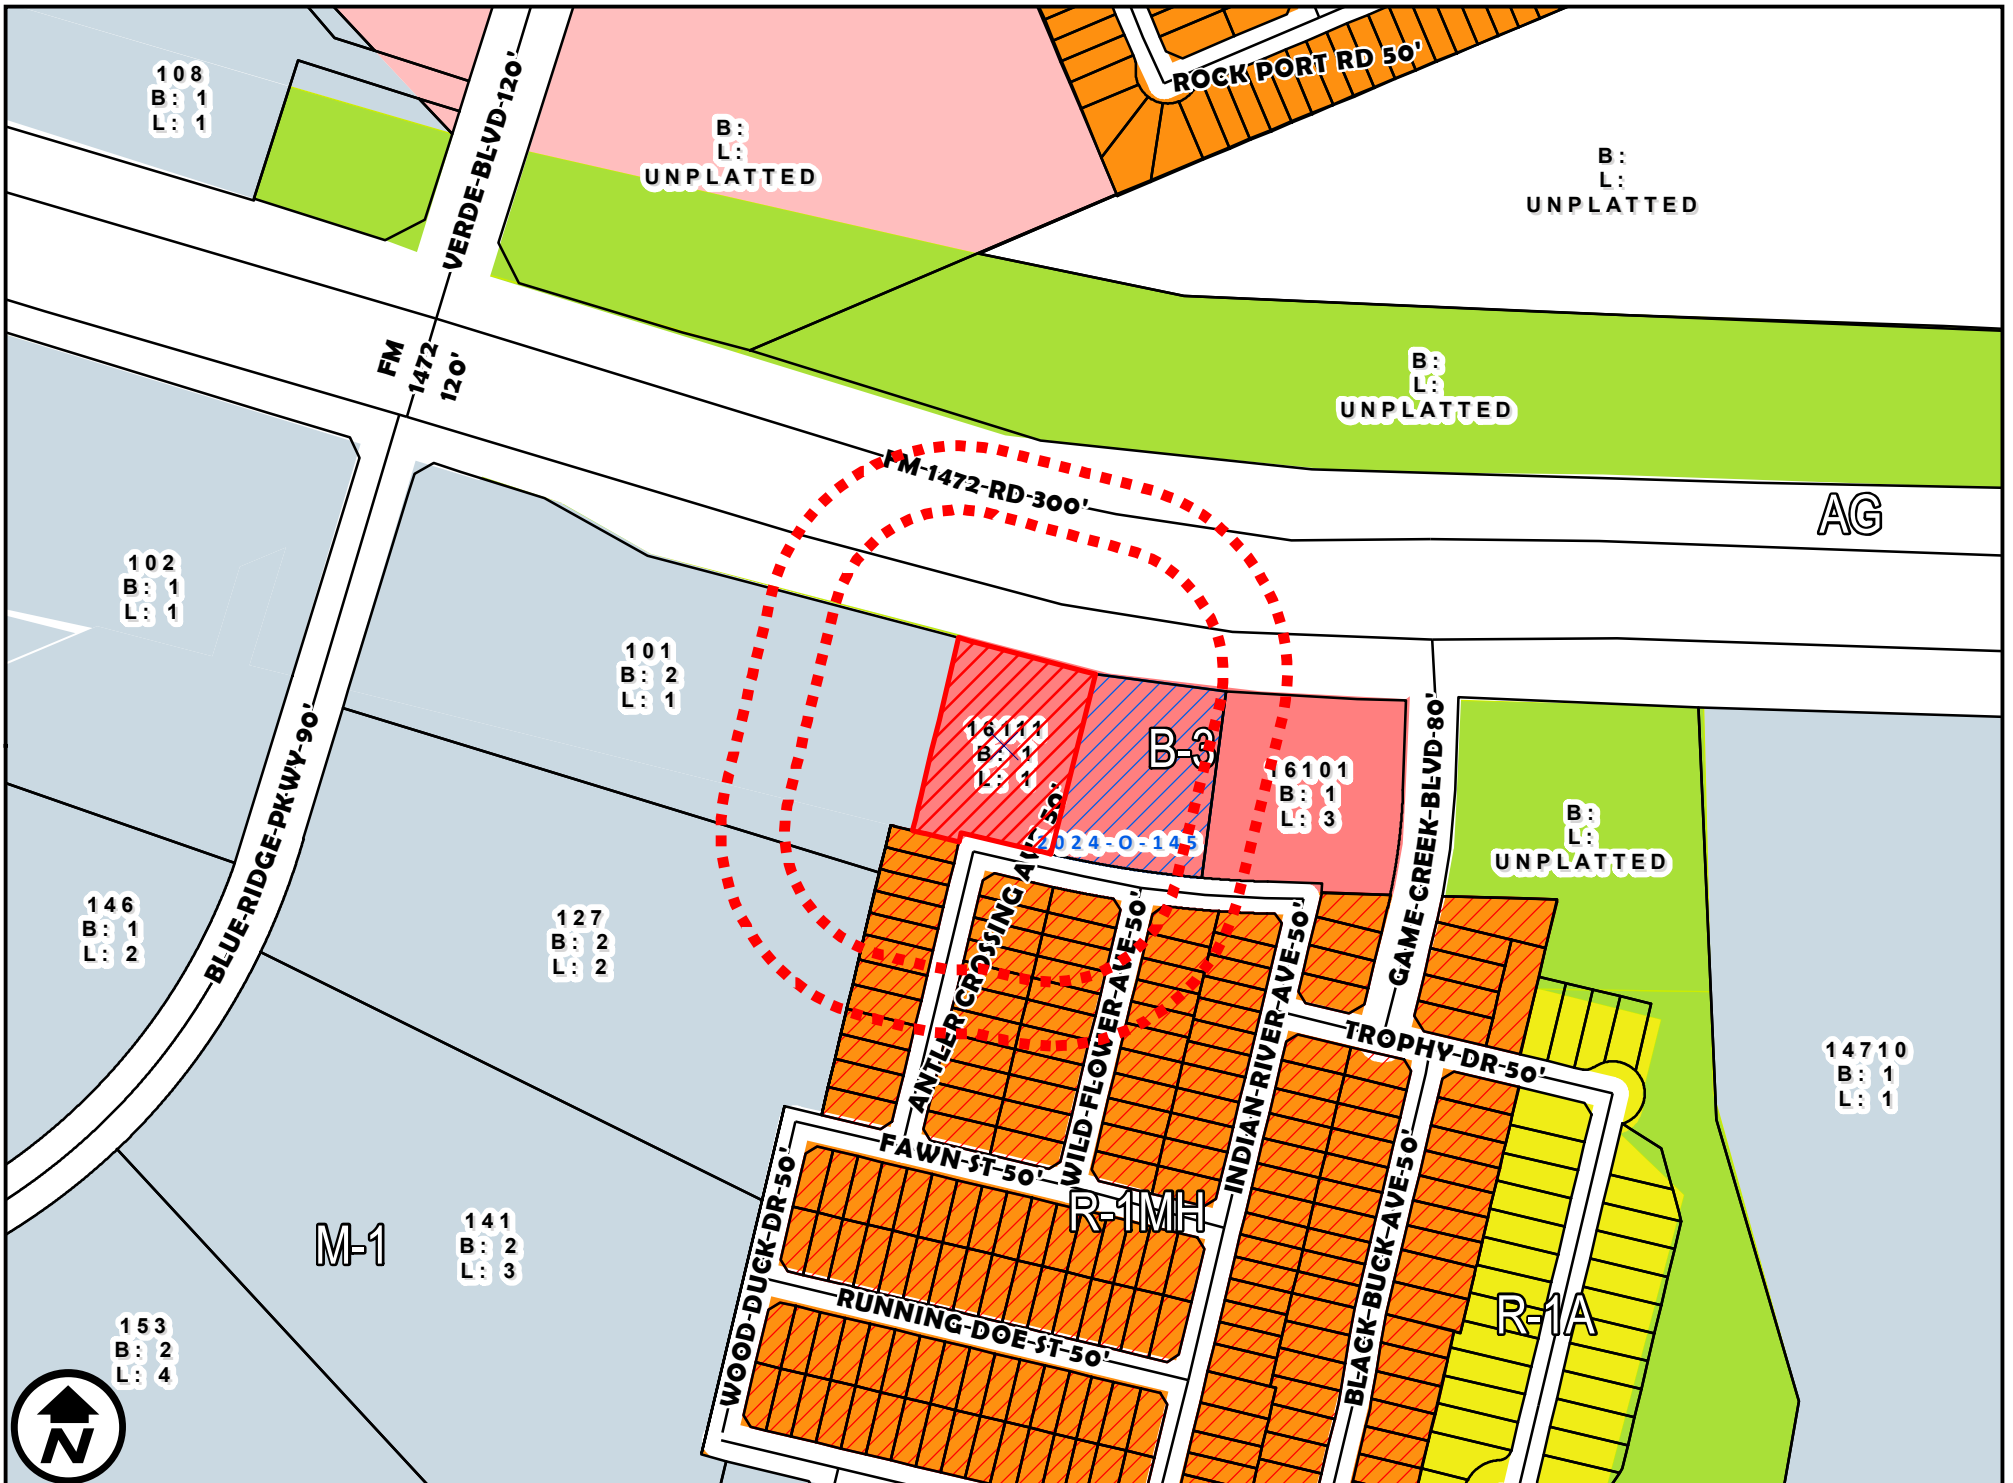 ROCK PORT RD 50'
108
B: 1
L: 1
VERDE-BLVD-120'
B:
L:
UNPLATTED
B:
L:
UNPLATTED
FM
1472
120'
B:
L:
UNPLATTED
FM-1472-RD-300'
AG
102
B: 1
L: 1
101
B: 2
L: 1
16111
B: 1
L: 1
B-3
16101
B: 1
L: 3
2024-O-145
B:
L:
UNPLATTED
BLUE-RIDGE-PKWY-90'
GAME-CREEK-BLVD-80'
146
B: 1
L: 2
127
B: 2
L: 2
ANTLER CROSSING AVE 50'
WILD-FLOWER-AVE-50'
INDIAN-RIVER-AVE-50'
TROPHY-DR-50'
14710
B: 1
L: 1
FAWN-ST-50'
WOOD-DUCK-DR-50'
R-1MH
BLACK-BUCK-AVE-50'
M-1
141
B: 2
L: 3
RUNNING-DOE-ST-50'
R-1A
153
B: 2
L: 4
N